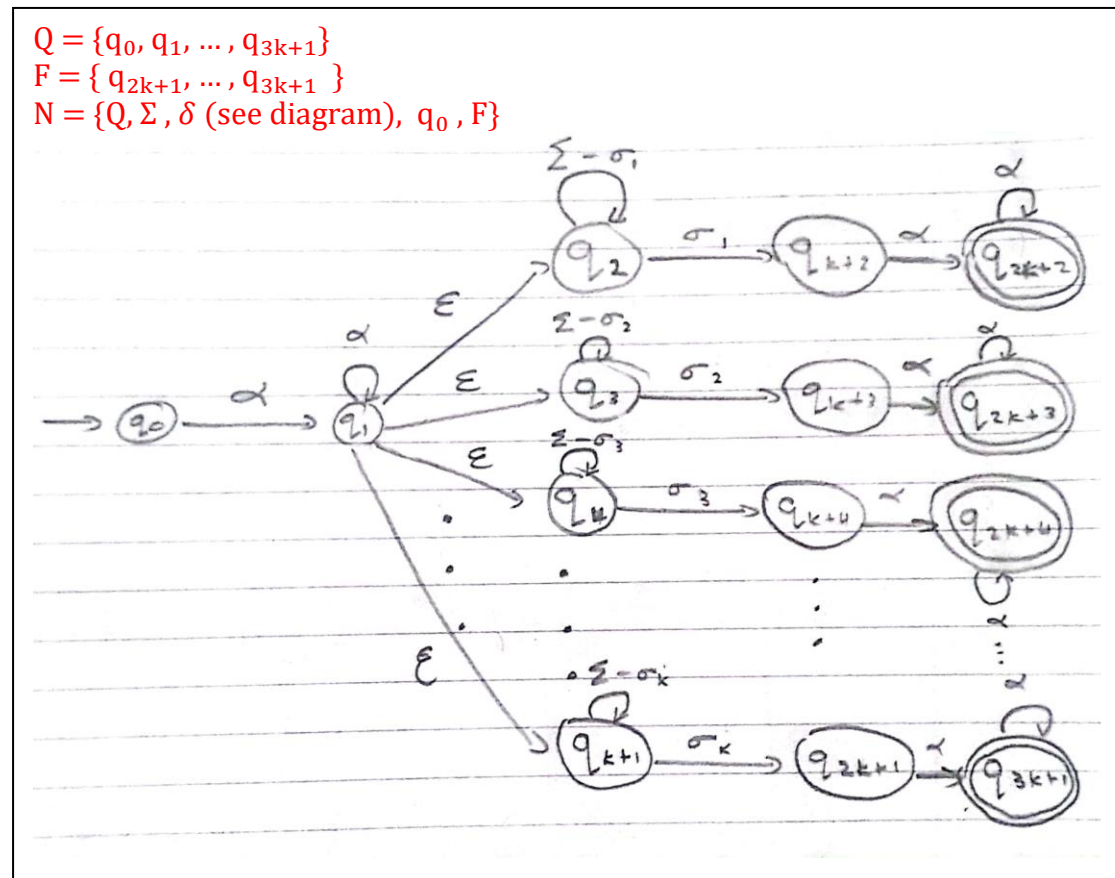 Q = {q₀, q₁, … , q₃ₖ₊₁}
F = { q₂ₖ₊₁, … , q₃ₖ₊₁ }
N = {Q, Σ , δ (see diagram), q₀ , F}
Σ - σ₁ α
q₂ σ₁ qₖ₊₂ α q₂ₖ₊₂
ε
Σ - σ₂ α
α ε q₃ σ₂ qₖ₊₃ α q₂ₖ₊₃
q₀ α q₁
ε Σ - σ₃
q₄ σ₃ qₖ₊₄ α q₂ₖ₊₄
α
...
ε Σ - σₖ α
qₖ₊₁ σₖ q₂ₖ₊₁ α q₃ₖ₊₁